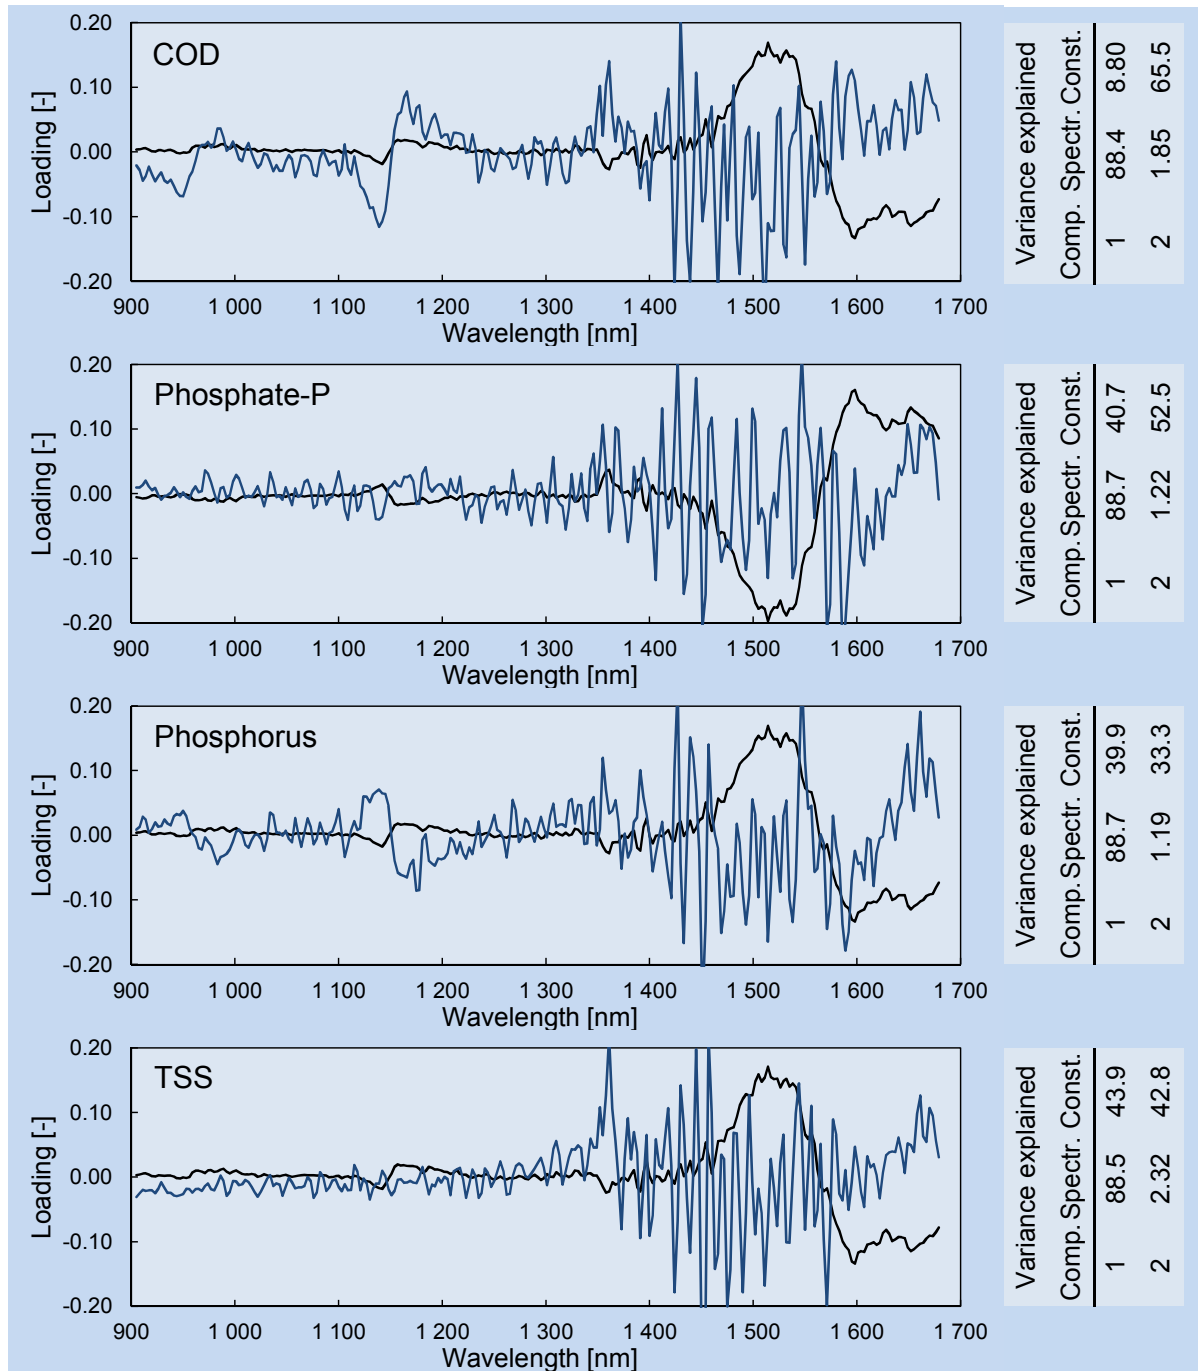 COD
0.20
0.10
0.00
-0.10
-0.20
Loading [-]
900 1 000 1 100 1 200 1 300 1 400 1 500 1 600 1 700
Wavelength [nm]
Variance explained
Comp. Spectr. Const.
1 88.4 8.80
2 1.85 65.5
Phosphate-P
0.20
0.10
0.00
-0.10
-0.20
Loading [-]
900 1 000 1 100 1 200 1 300 1 400 1 500 1 600 1 700
Wavelength [nm]
Variance explained
Comp. Spectr. Const.
1 88.7 40.7
2 1.22 52.5
Phosphorus
0.20
0.10
0.00
-0.10
-0.20
Loading [-]
900 1 000 1 100 1 200 1 300 1 400 1 500 1 600 1 700
Wavelength [nm]
Variance explained
Comp. Spectr. Const.
1 88.7 39.9
2 1.19 33.3
TSS
0.20
0.10
0.00
-0.10
-0.20
Loading [-]
900 1 000 1 100 1 200 1 300 1 400 1 500 1 600 1 700
Wavelength [nm]
Variance explained
Comp. Spectr. Const.
1 88.5 43.9
2 2.32 42.8